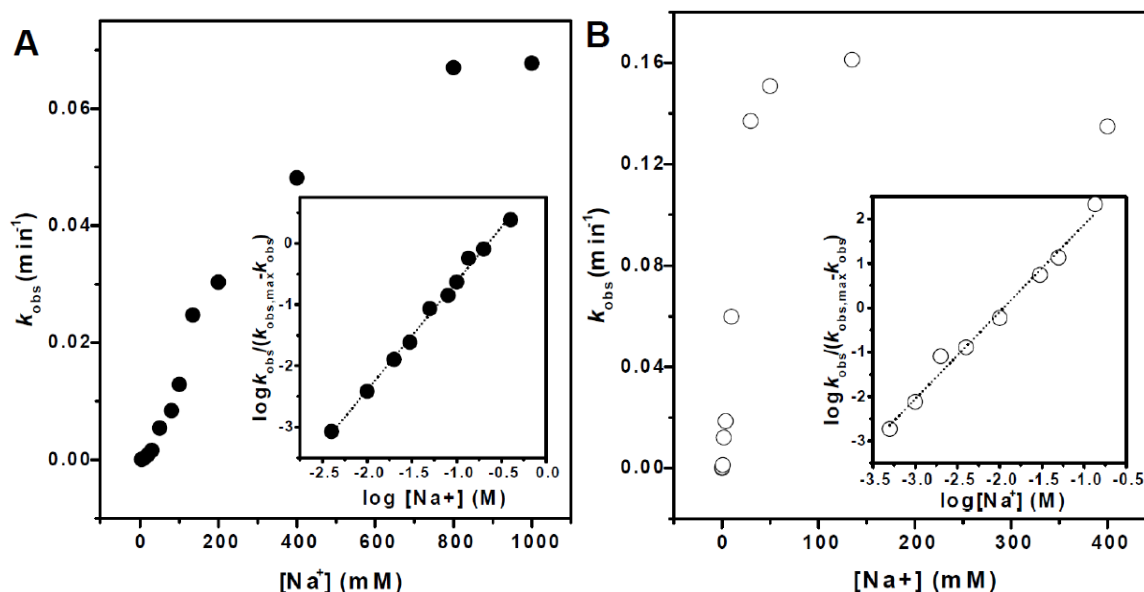 A
k_obs (min⁻¹)
0.06
0.04
0.02
0.00
0 200 400 600 800 1000
[Na⁺] (mM)
log k_obs/(k_obs,max-k_obs)
0
-1
-2
-3
-2.5 -2.0 -1.5 -1.0 -0.5 0.0
log [Na+] (M)
B
k_obs (min⁻¹)
0.16
0.12
0.08
0.04
0.00
0 100 200 300 400
[Na+] (mM)
log k_obs/(k_obs,max-k_obs)
2
1
0
-1
-2
-3
-3.5 -3.0 -2.5 -2.0 -1.5 -1.0 -0.5
log[Na⁺] (M)